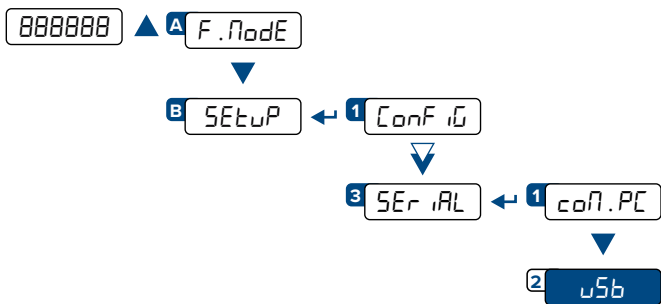 888888 A F.ModE
B SEtuP 1 ConFiG
3 SEriAL 1 coM.PC
2 uSb